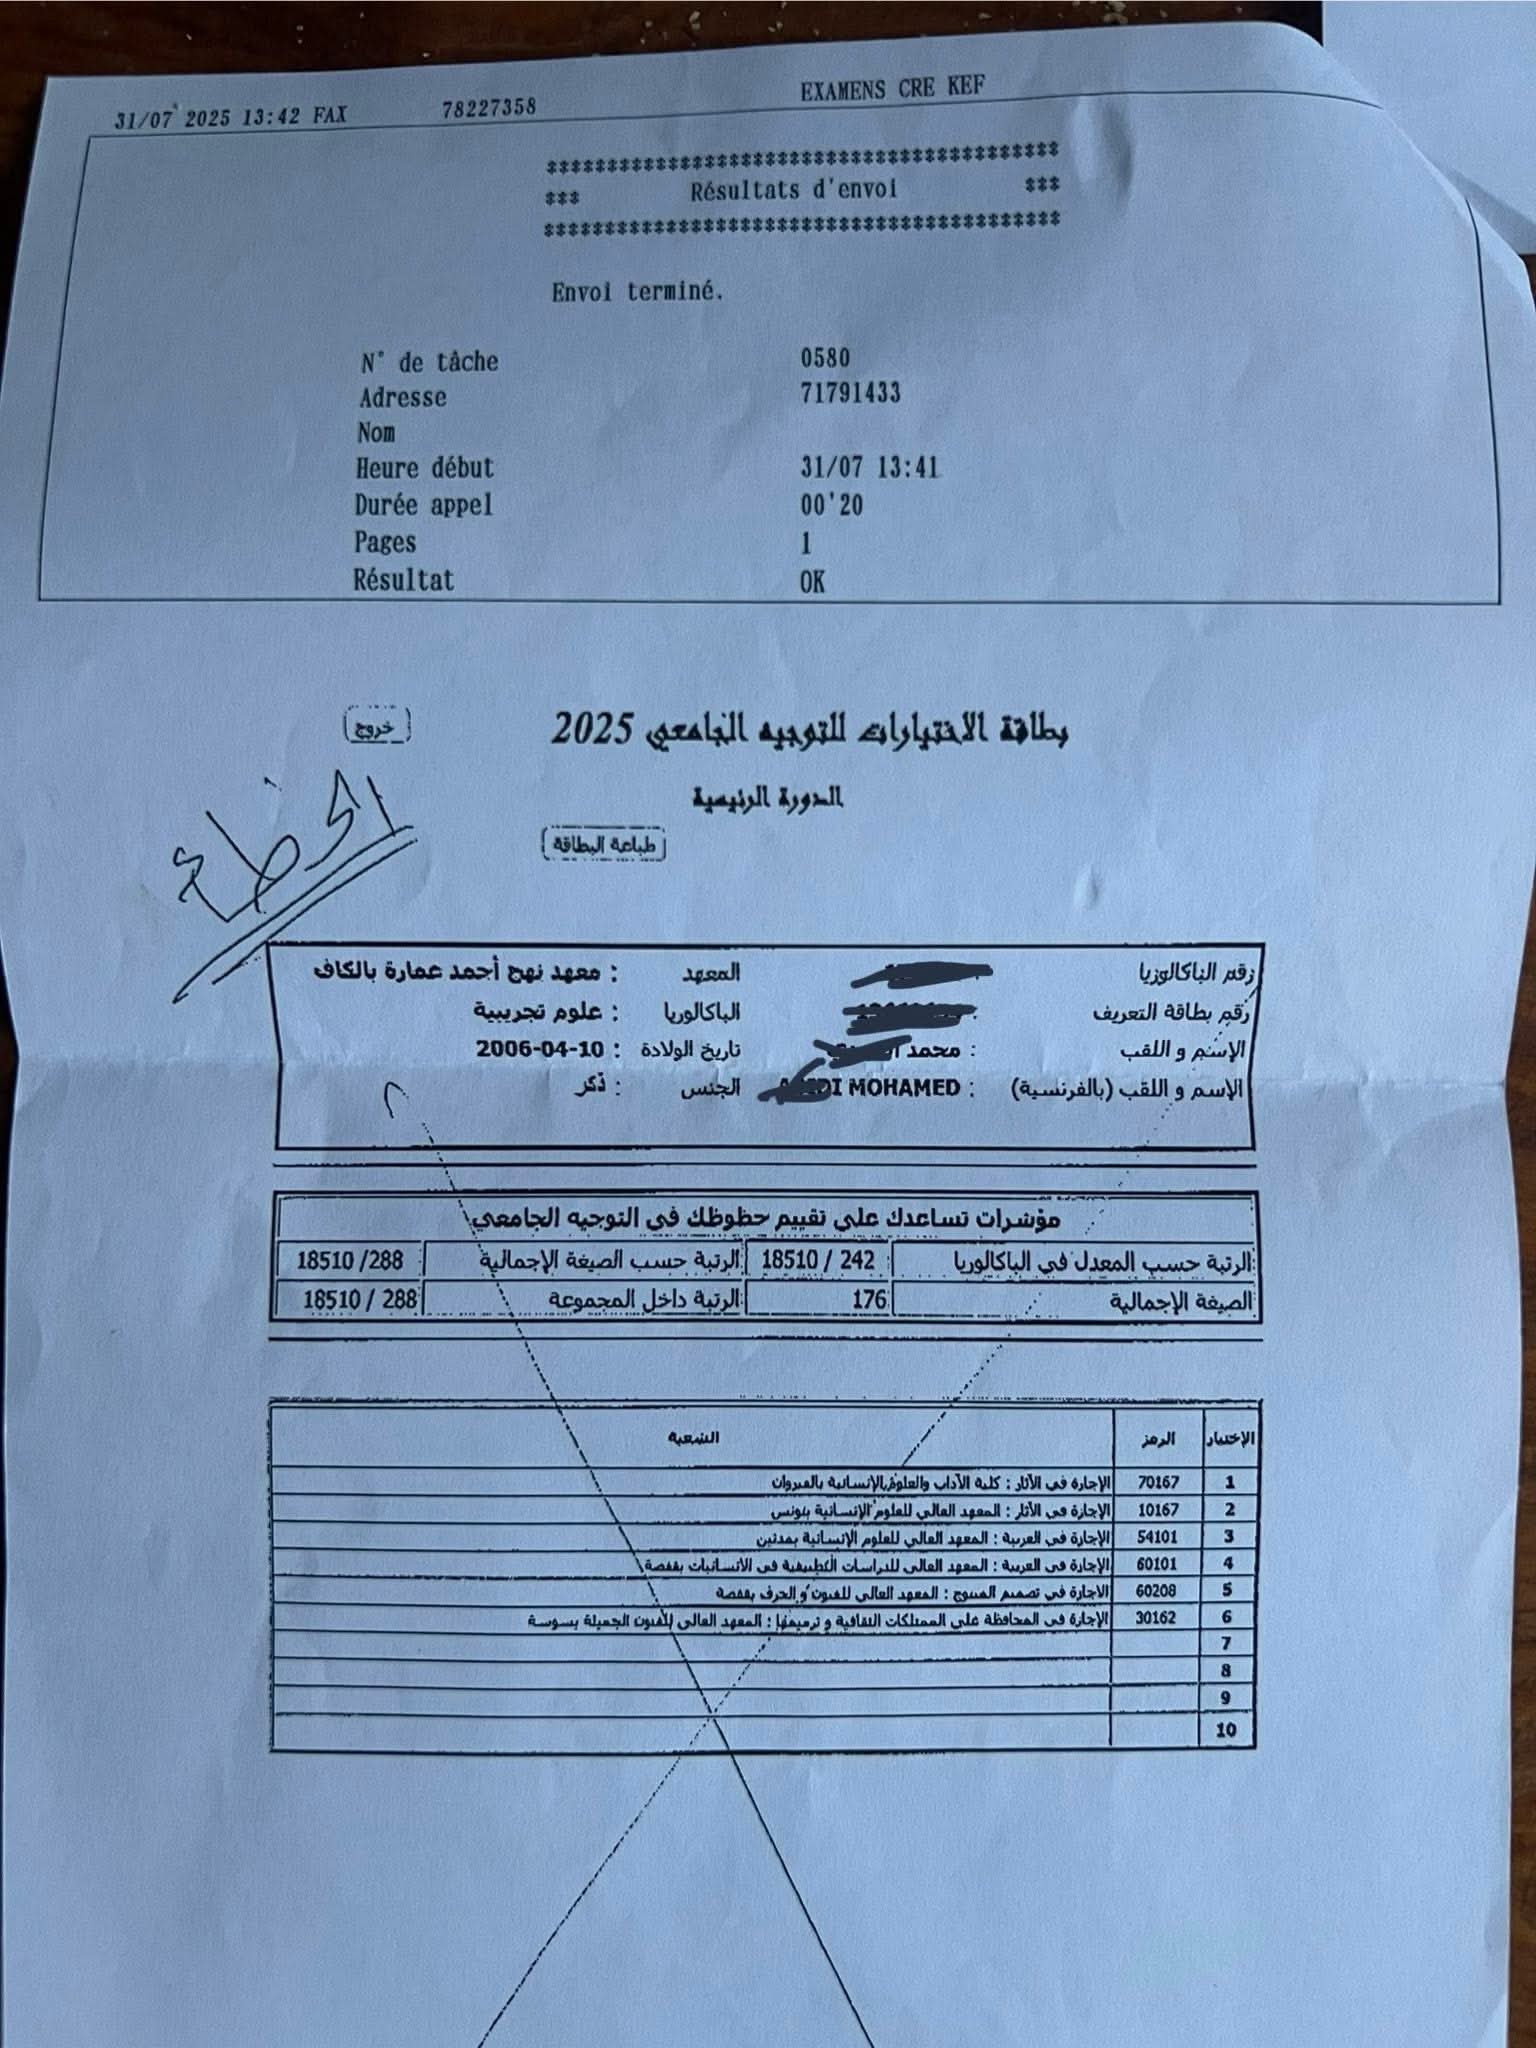 31/07 2025 13:42 FAX 78227358 EXAMENS CRE KEF
*******************************************
*** Résultats d'envoi ***
*******************************************
Envoi terminé.
N° de tâche 0580
Adresse 71791433
Nom
Heure début 31/07 13:41
Durée appel 00'20
Pages 1
Résultat OK
بطاقة الاختيارات للتوجيه الجامعي 2025 خروج
الدورة الرئيسية
طباعة البطاقة
الخطأ
رقم الباكالوريا : المعهد : معهد نهج أحمد عمارة بالكاف
رقم بطاقة التعريف : الباكالوريا : علوم تجريبية
الإسم و اللقب : محمد تاريخ الولادة : 10-04-2006
الإسم و اللقب (بالفرنسية) : MOHAMED الجنس : ذكر
مؤشرات تساعدك على تقييم حظوظك في التوجيه الجامعي
الرتبة حسب المعدل في الباكالوريا 242 / 18510 الرتبة حسب الصيغة الإجمالية 288/ 18510
الصيغة الإجمالية 176 الرتبة داخل المجموعة 288 / 18510
الإختيار الرمز الشعبة
1 70167 الإجازة في الآثار : كلية الآداب والعلوم الإنسانية بالقيروان
2 10167 الإجازة في الآثار : المعهد العالي للعلوم الإنسانية بتونس
3 54101 الإجازة في العربية : المعهد العالي للعلوم الإنسانية بمدنين
4 60101 الإجازة في العربية : المعهد العالي للدراسات التطبيقية في الانسانيات بقفصة
5 60208 الاجازة في تصميم المنتوج : المعهد العالي للفنون و الحرف بقفصة
6 30162 الإجازة في المحافظة على الممتلكات الثقافية و ترميمها : المعهد العالي للفنون الجميلة بسوسة
7
8
9
10